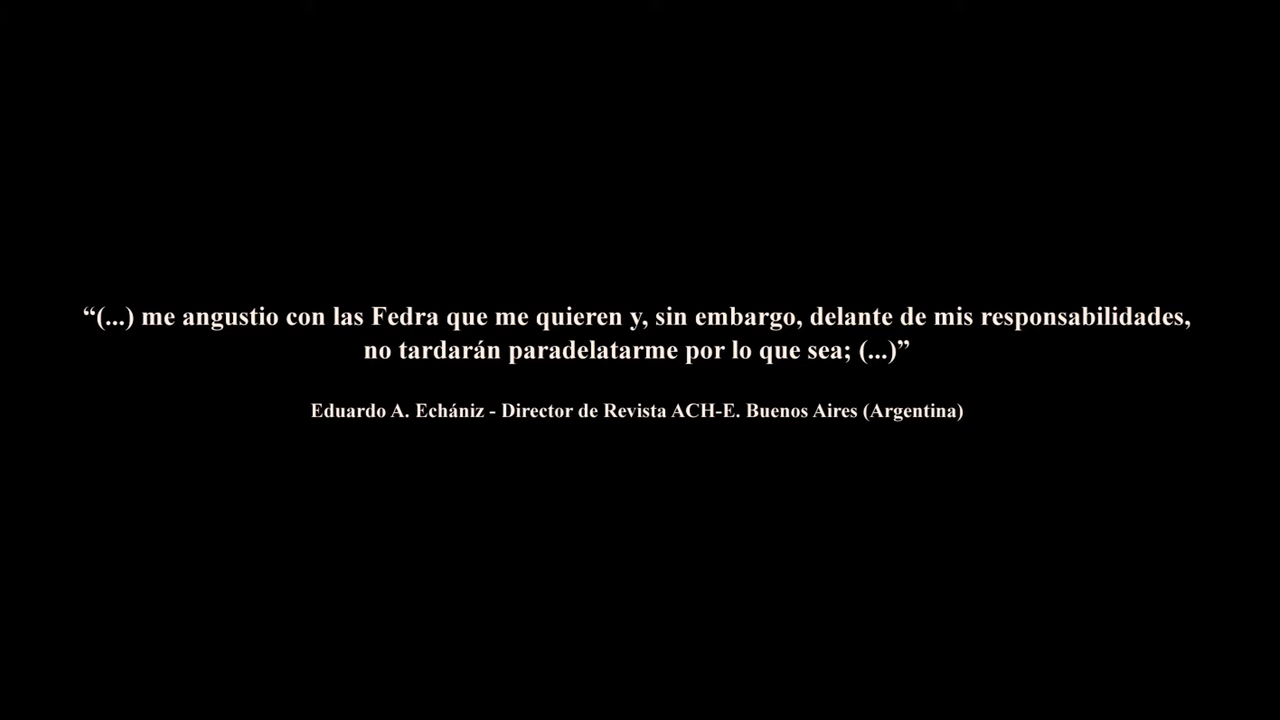 “(...) me angustio con las Fedra que me quieren y, sin embargo, delante de mis responsabilidades,
no tardarán paradelatarme por lo que sea; (...)”
Eduardo A. Echániz - Director de Revista ACH-E. Buenos Aires (Argentina)